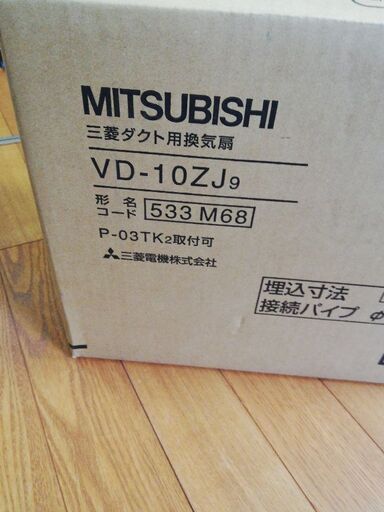 MITSUBISHI
三菱ダクト用換気扇
VD-10ZJ9
形名コード 533 M68
P-03TK2取付可
三菱電機株式会社
埋込寸法
接続パイプ φ